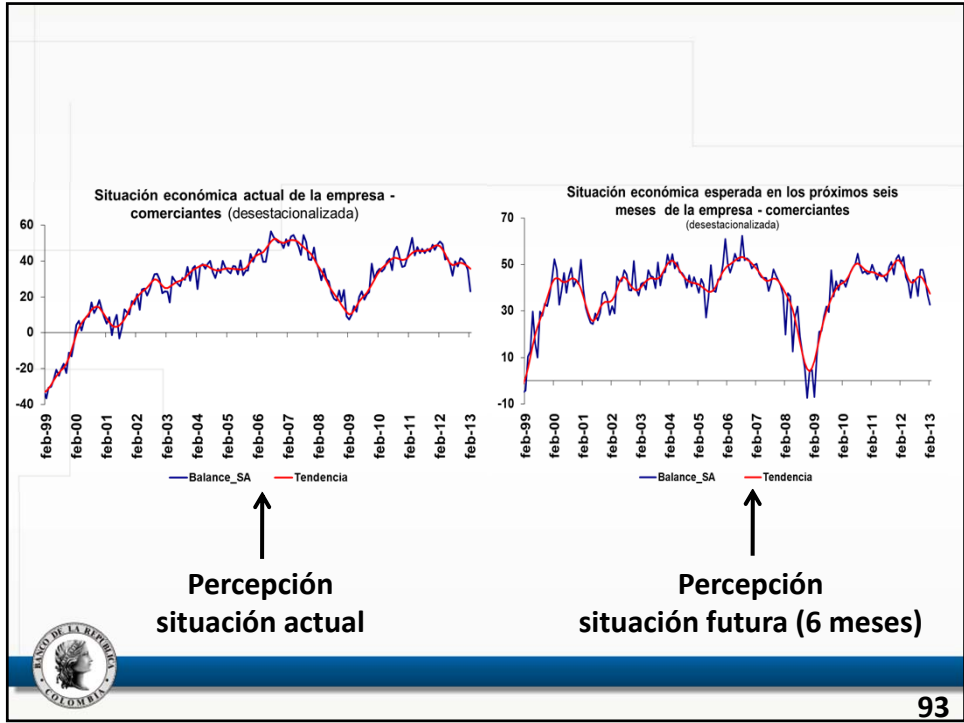 Situación económica actual de la empresa -
comerciantes (desestacionalizada)
60
40
20
0
-20
-40
feb-99
feb-00
feb-01
feb-02
feb-03
feb-04
feb-05
feb-06
feb-07
feb-08
feb-09
feb-10
feb-11
feb-12
feb-13
Balance_SA
Tendencia
Situación económica esperada en los próximos seis
meses de la empresa - comerciantes
(desestacionalizada)
70
50
30
10
-10
feb-99
feb-00
feb-01
feb-02
feb-03
feb-04
feb-05
feb-06
feb-07
feb-08
feb-09
feb-10
feb-11
feb-12
feb-13
Balance_SA
Tendencia
Percepción
situación actual
Percepción
situación futura (6 meses)
BANCO DE LA REPUBLICA
COLOMBIA
93